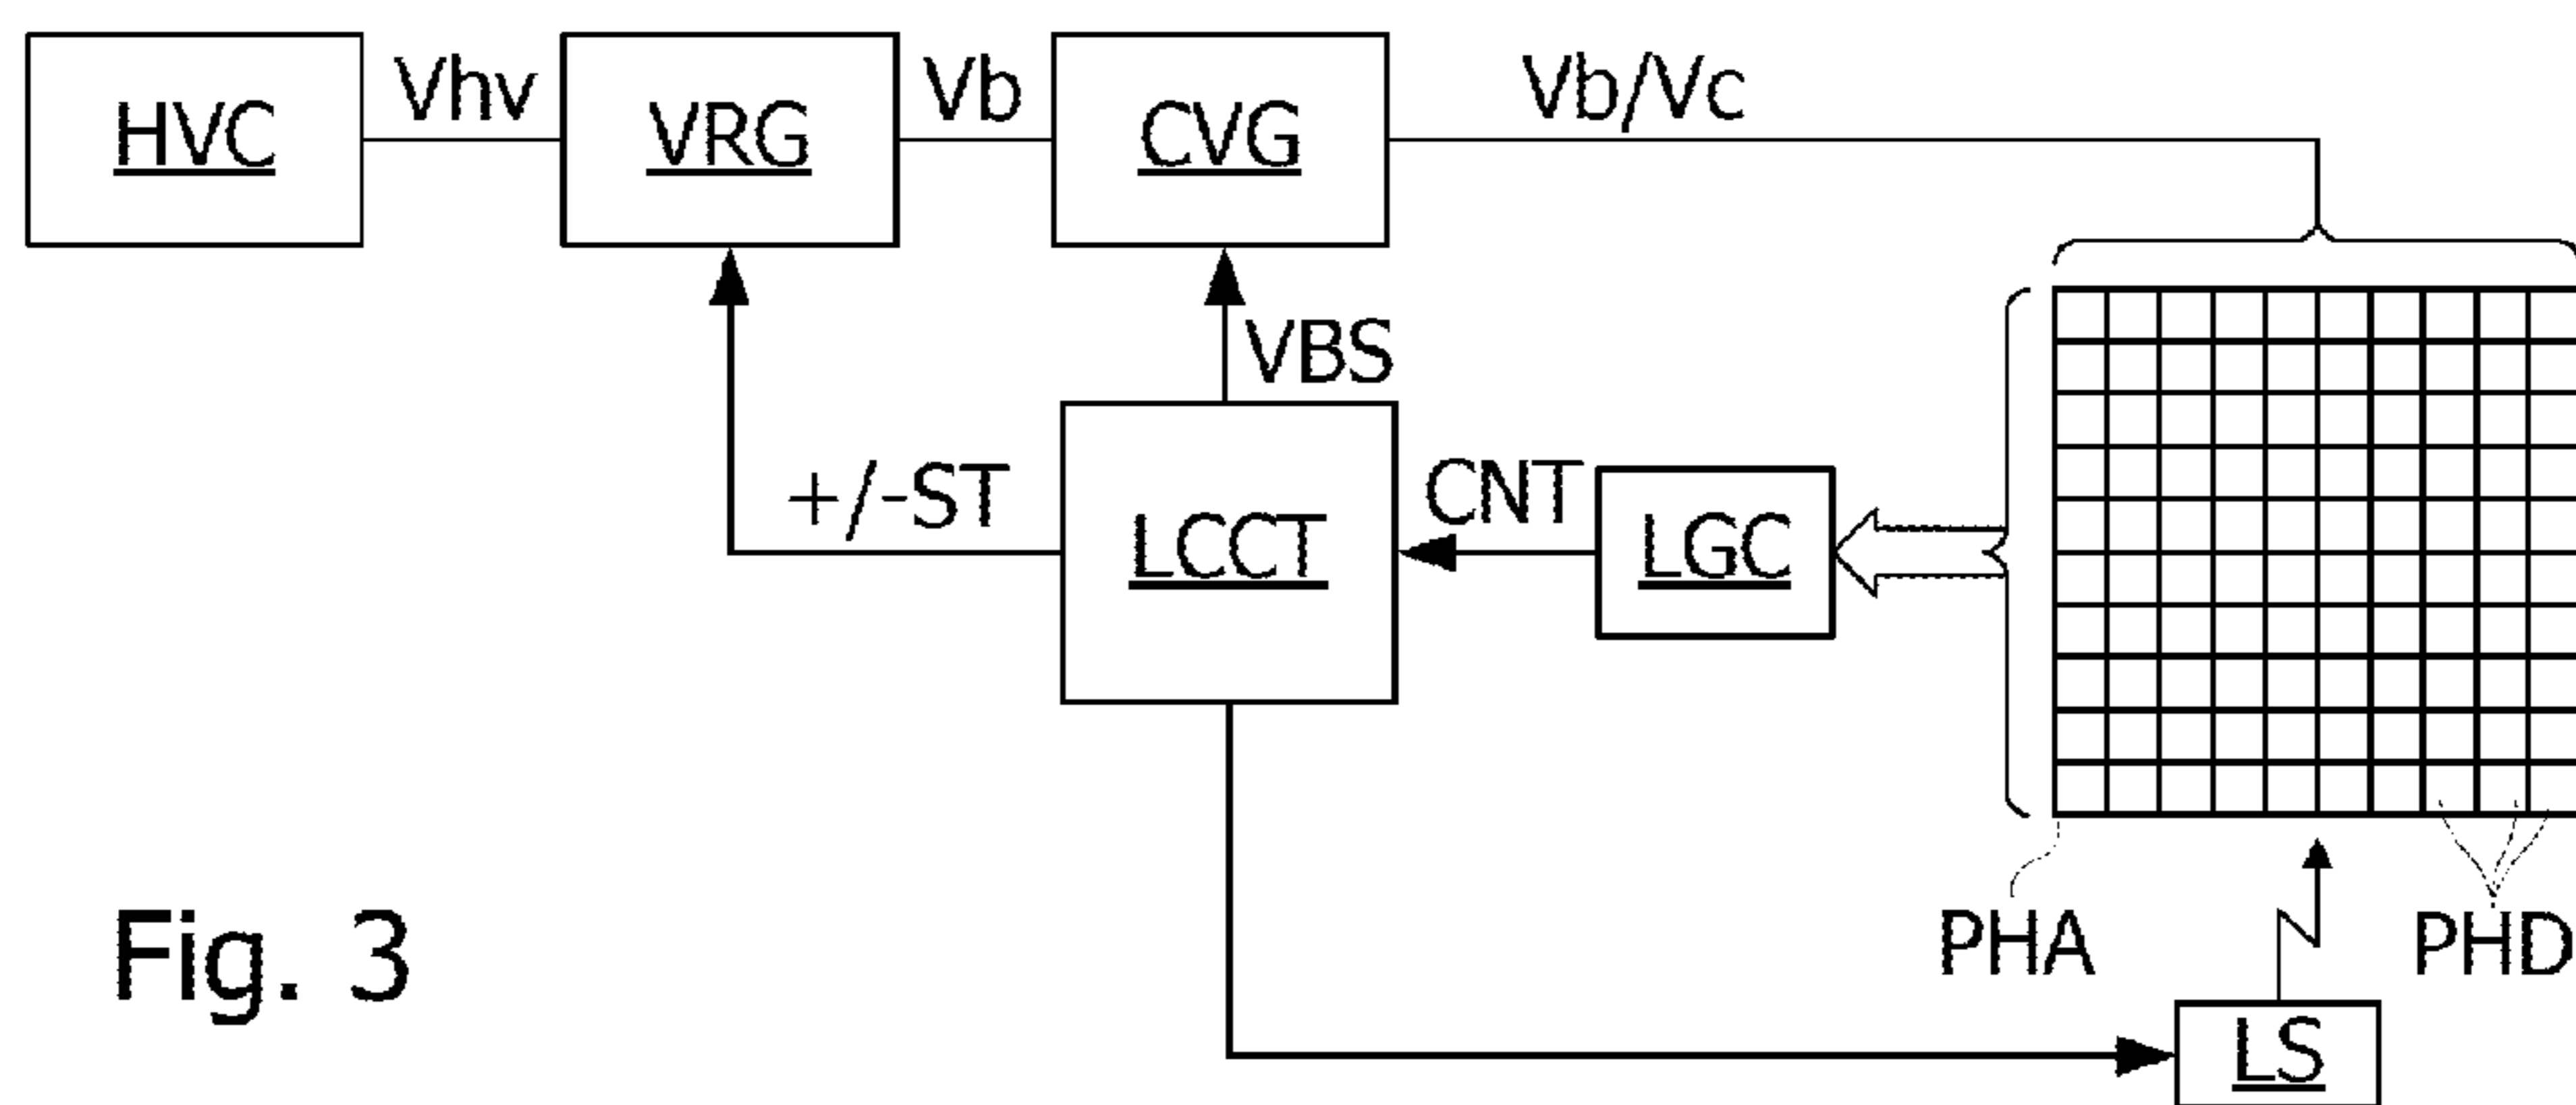 HVC
Vhv
VRG
Vb
CVG
Vb/Vc
VBS
+/-ST
LCCT
CNT
LGC
PHA
PHD
LS
Fig. 3